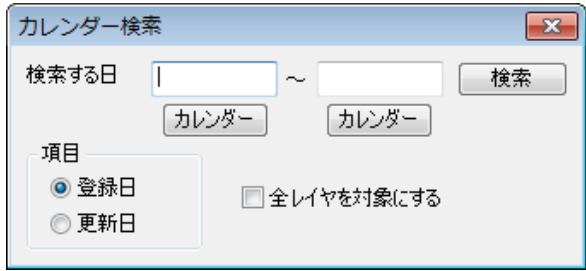 カレンダー検索
検索する日 ～ 検索
カレンダー カレンダー
項目
登録日
更新日
全レイヤを対象にする